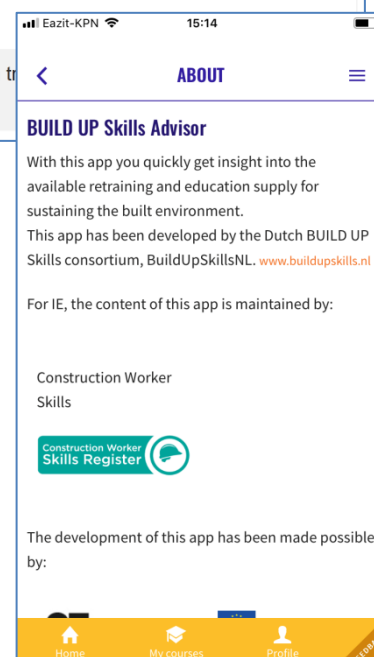 Eazit-KPN 15:14
tr
ABOUT
BUILD UP Skills Advisor
With this app you quickly get insight into the
available retraining and education supply for
sustaining the built environment.
This app has been developed by the Dutch BUILD UP
Skills consortium, BuildUpSkillsNL. www.buildupskills.nl
For IE, the content of this app is maintained by:
Construction Worker
Skills
Construction Worker
Skills Register
The development of this app has been made possible
by:
Home My courses Profile